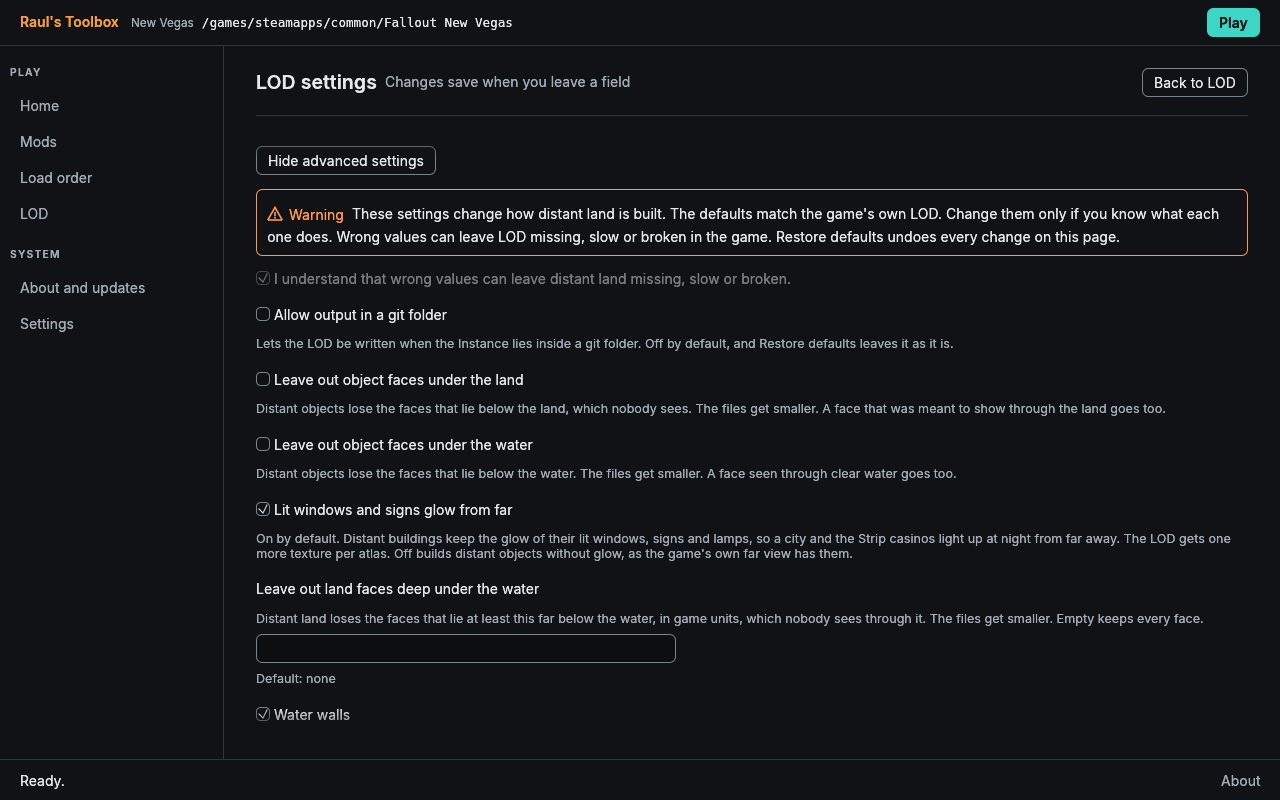 Raul's Toolbox New Vegas /games/steamapps/common/Fallout New Vegas Play
PLAY
Home
Mods
Load order
LOD
SYSTEM
About and updates
Settings
LOD settings Changes save when you leave a field Back to LOD
Hide advanced settings
Warning These settings change how distant land is built. The defaults match the game's own LOD. Change them only if you know what each
one does. Wrong values can leave LOD missing, slow or broken in the game. Restore defaults undoes every change on this page.
I understand that wrong values can leave distant land missing, slow or broken.
Allow output in a git folder
Lets the LOD be written when the Instance lies inside a git folder. Off by default, and Restore defaults leaves it as it is.
Leave out object faces under the land
Distant objects lose the faces that lie below the land, which nobody sees. The files get smaller. A face that was meant to show through the land goes too.
Leave out object faces under the water
Distant objects lose the faces that lie below the water. The files get smaller. A face seen through clear water goes too.
Lit windows and signs glow from far
On by default. Distant buildings keep the glow of their lit windows, signs and lamps, so a city and the Strip casinos light up at night from far away. The LOD gets one
more texture per atlas. Off builds distant objects without glow, as the game's own far view has them.
Leave out land faces deep under the water
Distant land loses the faces that lie at least this far below the water, in game units, which nobody sees through it. The files get smaller. Empty keeps every face.
Default: none
Water walls
Ready. About